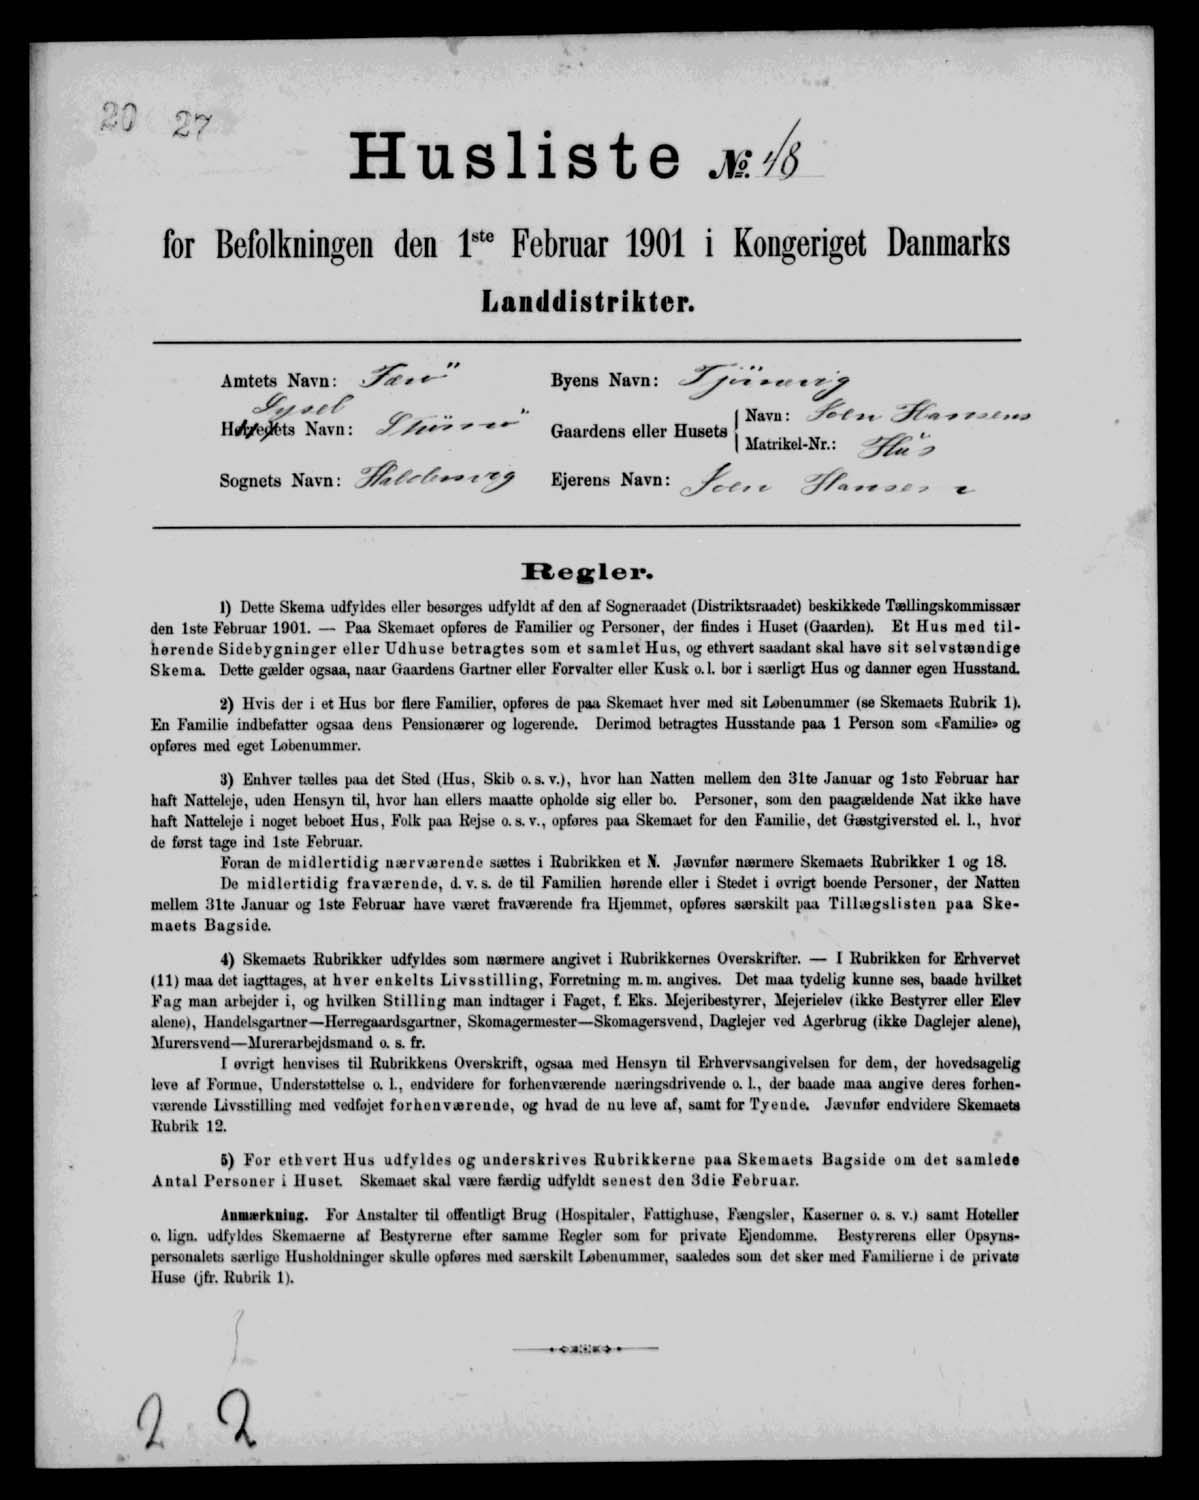 20 27
Husliste № 48
for Befolkningen den 1ste Februar 1901 i Kongeriget Danmarks
Landdistrikter.
Amtets Navn: Færö
Byens Navn: Tjörnevig
Sysel
Herredets Navn: Strömö
Gaardens eller Husets
Navn: Joen Hansens
Matrikel-Nr.: Hus
Sognets Navn: Haldersvig
Ejerens Navn: Joen Hansen
Regler.
1) Dette Skema udfyldes eller besørges udfyldt af den af Sogneraadet (Distriktsraadet) beskikkede Tællingskommissær
den 1ste Februar 1901. — Paa Skemaet opføres de Familier og Personer, der findes i Huset (Gaarden). Et Hus med til-
hørende Sidebygninger eller Udhuse betragtes som et samlet Hus, og ethvert saadant skal have sit selvstændige
Skema. Dette gælder ogsaa, naar Gaardens Gartner eller Forvalter eller Kusk o. l. bor i særligt Hus og danner egen Husstand.
2) Hvis der i et Hus bor flere Familier, opføres de paa Skemaet hver med sit Løbenummer (se Skemaets Rubrik 1).
En Familie indbefatter ogsaa dens Pensionærer og logerende. Derimod betragtes Husstande paa 1 Person som «Familie» og
opføres med eget Løbenummer.
3) Enhver tælles paa det Sted (Hus, Skib o. s. v.), hvor han Natten mellem den 31te Januar og 1ste Februar har
haft Natteleje, uden Hensyn til, hvor han ellers maatte opholde sig eller bo. Personer, som den paagældende Nat ikke have
haft Natteleje i noget beboet Hus, Folk paa Rejse o. s. v., opføres paa Skemaet for den Familie, det Gæstgiversted el. l., hvor
de først tage ind 1ste Februar.
Foran de midlertidig nærværende sættes i Rubrikken et N. Jævnfør nærmere Skemaets Rubrikker 1 og 18.
De midlertidig fraværende, d. v. s. de til Familien hørende eller i Stedet i øvrigt boende Personer, der Natten
mellem 31te Januar og 1ste Februar have været fraværende fra Hjemmet, opføres særskilt paa Tillægslisten paa Ske-
maets Bagside.
4) Skemaets Rubrikker udfyldes som nærmere angivet i Rubrikkernes Overskrifter. — I Rubrikken for Erhvervet
(11) maa det iagttages, at hver enkelts Livsstilling, Forretning m. m. angives. Det maa tydelig kunne ses, baade hvilket
Fag man arbejder i, og hvilken Stilling man indtager i Faget, f. Eks. Mejeribestyrer, Mejerielev (ikke Bestyrer eller Elev
alene), Handelsgartner—Herregaardsgartner, Skomagermester—Skomagersvend, Daglejer ved Agerbrug (ikke Daglejer alene),
Murersvend—Murerarbejdsmand o. s. fr.
I øvrigt henvises til Rubrikkens Overskrift, ogsaa med Hensyn til Erhvervsangivelsen for dem, der hovedsagelig
leve af Formue, Understøttelse o. l., endvidere for forhenværende næringsdrivende o. l., der baade maa angive deres forhen-
værende Livsstilling med vedføjet forhenværende, og hvad de nu leve af, samt for Tyende. Jævnfør endvidere Skemaets
Rubrik 12.
5) For ethvert Hus udfyldes og underskrives Rubrikkerne paa Skemaets Bagside om det samlede
Antal Personer i Huset. Skemaet skal være færdig udfyldt senest den 3die Februar.
Anmærkning. For Anstalter til offentligt Brug (Hospitaler, Fattighuse, Fængsler, Kaserner o. s. v.) samt Hoteller
o. lign. udfyldes Skemaerne af Bestyrerne efter samme Regler som for private Ejendomme. Bestyrerens eller Opsyns-
personalets særlige Husholdninger skulle opføres med særskilt Løbenummer, saaledes som det sker med Familierne i de private
Huse (jfr. Rubrik 1).
2 2